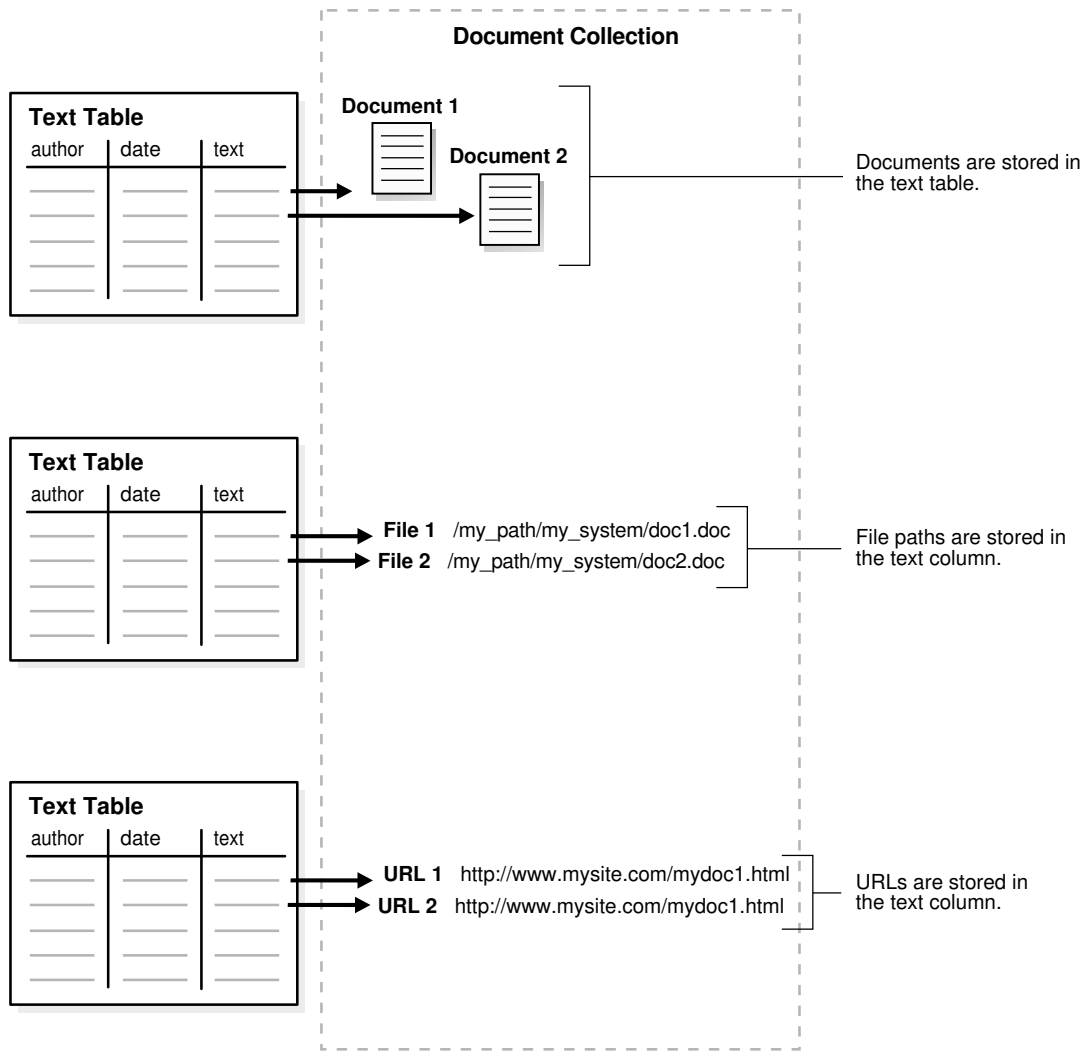 Document Collection
Text Table
author date text
Document 1
Document 2
Documents are stored in
the text table.
Text Table
author date text
File 1 /my_path/my_system/doc1.doc
File 2 /my_path/my_system/doc2.doc
File paths are stored in
the text column.
Text Table
author date text
URL 1 http://www.mysite.com/mydoc1.html
URL 2 http://www.mysite.com/mydoc1.html
URLs are stored in
the text column.